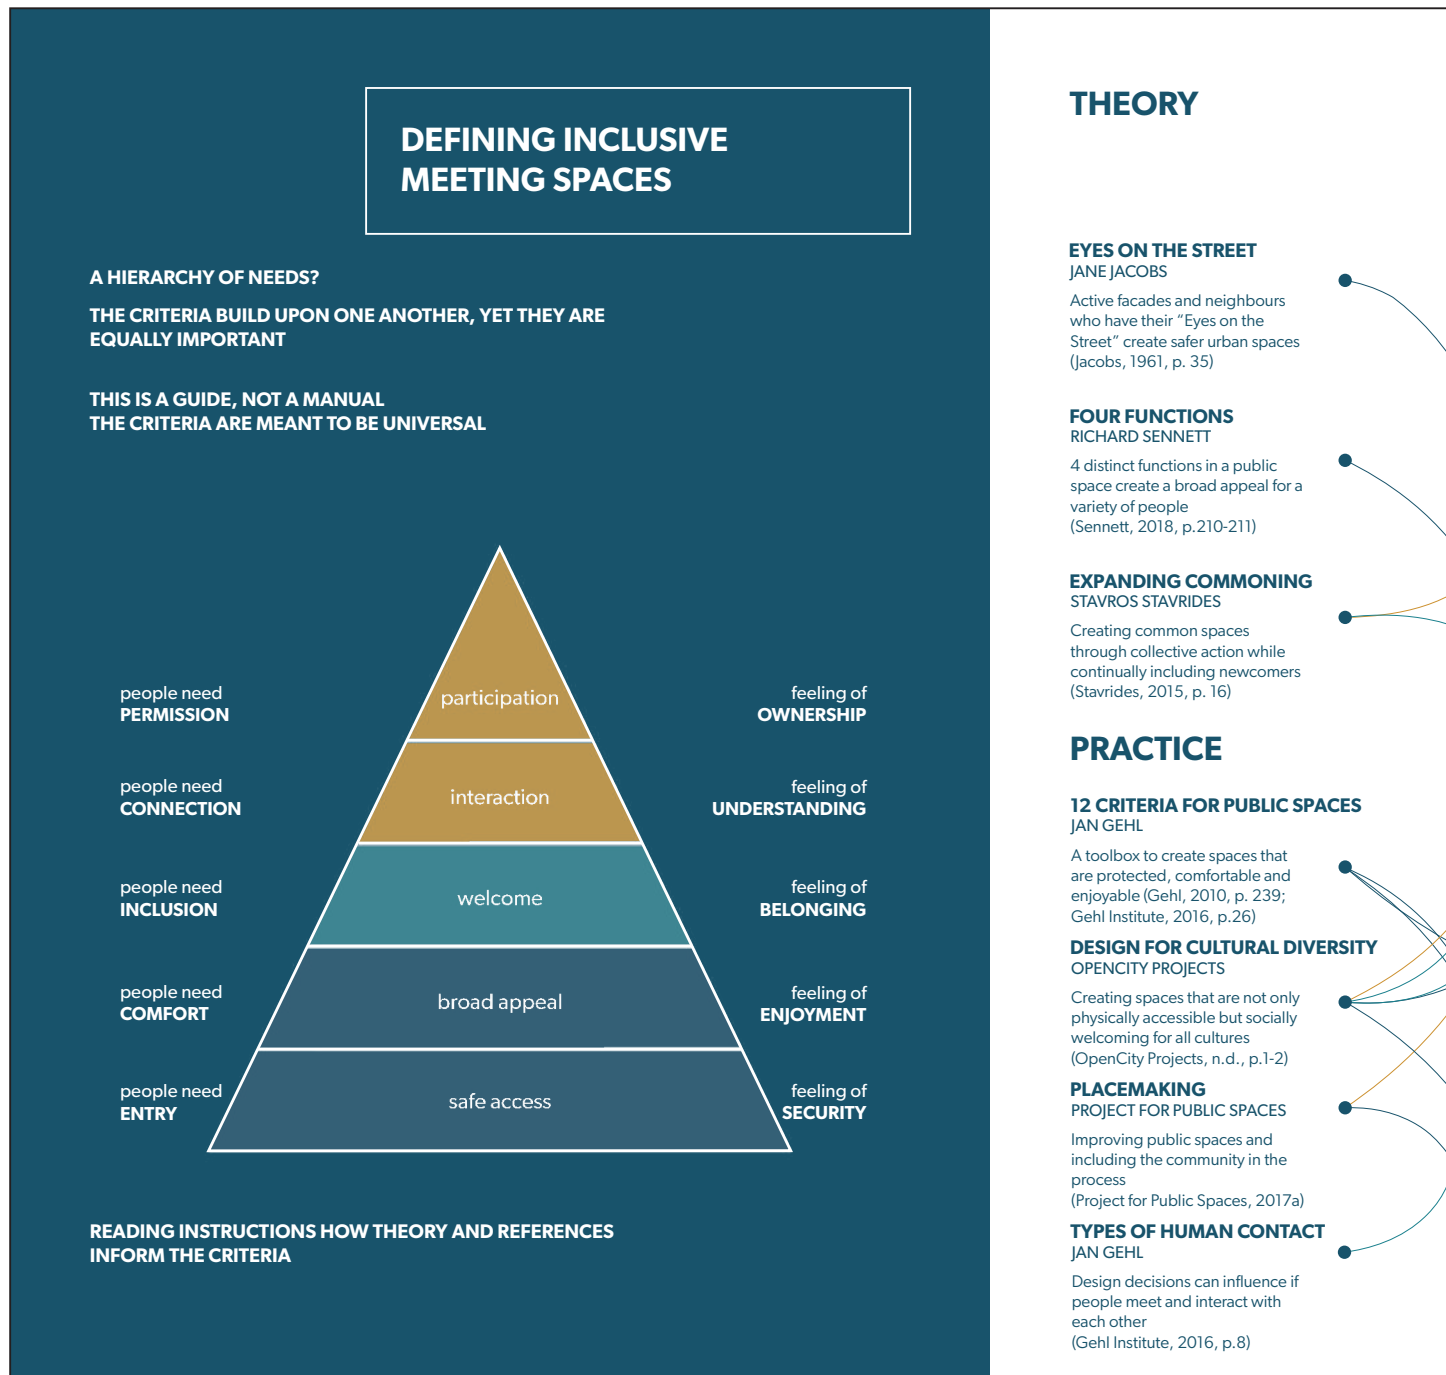 DEFINING INCLUSIVE
MEETING SPACES
A HIERARCHY OF NEEDS?
THE CRITERIA BUILD UPON ONE ANOTHER, YET THEY ARE
EQUALLY IMPORTANT
THIS IS A GUIDE, NOT A MANUAL
THE CRITERIA ARE MEANT TO BE UNIVERSAL
people need
PERMISSION
participation
feeling of
OWNERSHIP
people need
CONNECTION
interaction
feeling of
UNDERSTANDING
people need
INCLUSION
welcome
feeling of
BELONGING
people need
COMFORT
broad appeal
feeling of
ENJOYMENT
people need
ENTRY
safe access
feeling of
SECURITY
READING INSTRUCTIONS HOW THEORY AND REFERENCES
INFORM THE CRITERIA
THEORY
EYES ON THE STREET
JANE JACOBS
Active facades and neighbours
who have their “Eyes on the
Street” create safer urban spaces
(Jacobs, 1961, p. 35)
FOUR FUNCTIONS
RICHARD SENNETT
4 distinct functions in a public
space create a broad appeal for a
variety of people
(Sennett, 2018, p.210-211)
EXPANDING COMMONING
STAVROS STAVRIDES
Creating common spaces
through collective action while
continually including newcomers
(Stavrides, 2015, p. 16)
PRACTICE
12 CRITERIA FOR PUBLIC SPACES
JAN GEHL
A toolbox to create spaces that
are protected, comfortable and
enjoyable (Gehl, 2010, p. 239;
Gehl Institute, 2016, p.26)
DESIGN FOR CULTURAL DIVERSITY
OPENCITY PROJECTS
Creating spaces that are not only
physically accessible but socially
welcoming for all cultures
(OpenCity Projects, n.d., p.1-2)
PLACEMAKING
PROJECT FOR PUBLIC SPACES
Improving public spaces and
including the community in the
process
(Project for Public Spaces, 2017a)
TYPES OF HUMAN CONTACT
JAN GEHL
Design decisions can influence if
people meet and interact with
each other
(Gehl Institute, 2016, p.8)